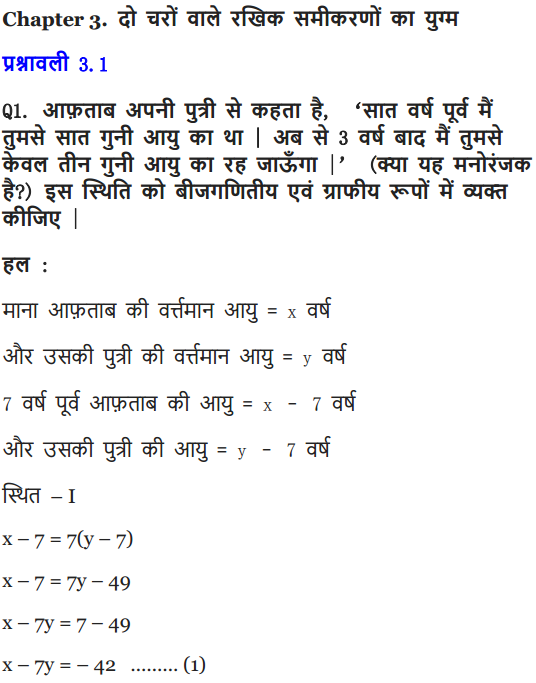 Chapter 3. दो चरों वाले रखिक समीकरणों का युग्म
प्रश्नावली 3.1
Q1. आफ़ताब अपनी पुत्री से कहता है, ‘सात वर्ष पूर्व मैं
तुमसे सात गुनी आयु का था | अब से 3 वर्ष बाद मैं तुमसे
केवल तीन गुनी आयु का रह जाऊँगा |’ (क्या यह मनोरंजक
है?) इस स्थिति को बीजगणितीय एवं ग्राफीय रूपों में व्यक्त
कीजिए |
हल :
माना आफ़ताब की वर्त्तमान आयु = x वर्ष
और उसकी पुत्री की वर्त्तमान आयु = y वर्ष
7 वर्ष पूर्व आफ़ताब की आयु = x - 7 वर्ष
और उसकी पुत्री की आयु = y - 7 वर्ष
स्थित – I
x – 7 = 7(y – 7)
x – 7 = 7y – 49
x – 7y = 7 – 49
x – 7y = – 42 ......... (1)